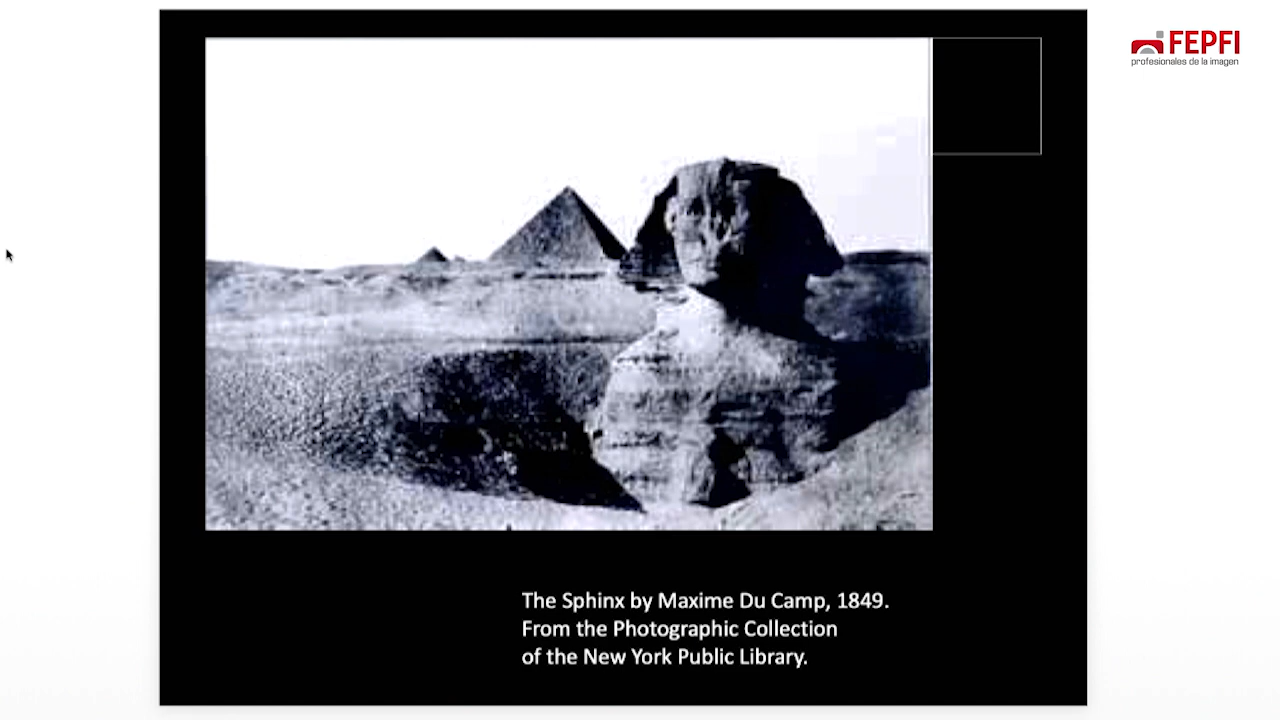 FEPFI
profesionales de la imagen
The Sphinx by Maxime Du Camp, 1849.
From the Photographic Collection
of the New York Public Library.